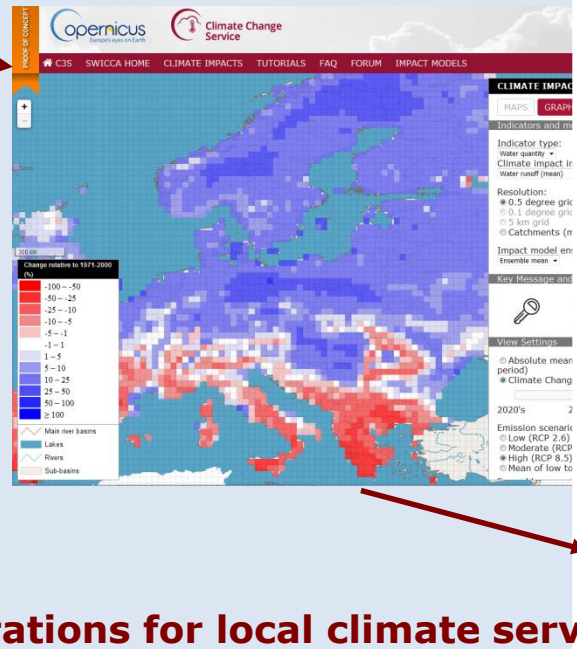 PROOF OF CONCEPT
opernicus
Europe's eyes on Earth
Climate Change
Service
C3S SWICCA HOME CLIMATE IMPACTS TUTORIALS FAQ FORUM IMPACT MODELS
+
-
CLIMATE IMPAC
MAPS GRAPH
Indicators and m
Indicator type:
Water quantity
Climate impact in
Water runoff (mean)
Resolution:
0.5 degree grid
0.1 degree grid
5 km grid
Catchments (m
Impact model ens
Ensemble mean
Key Message and
View Settings
Absolute mean
period)
Climate Chang
2020's 2
Emission scenario
Low (RCP 2.6)
Moderate (RCP
High (RCP 8.5)
Mean of low to
300 km
Change relative to 1971-2000
(%)
-100 – -50
-50 – -25
-25 – -10
-10 – -5
-5 – -1
-1 – 1
1 – 5
5 – 10
10 – 25
25 – 50
50 – 100
≥ 100
Main river basins
Lakes
Rivers
Sub-basins
rations for local climate serv